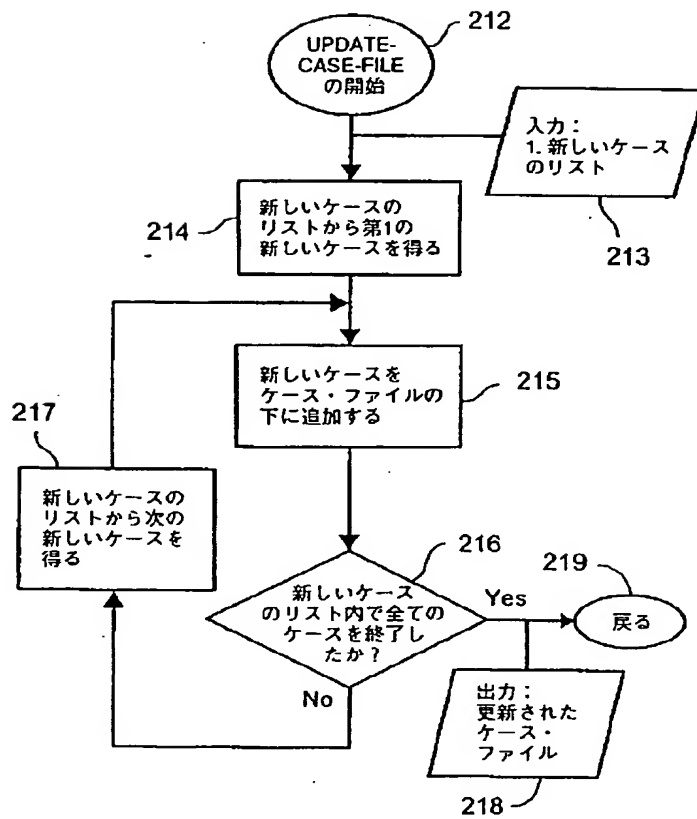 212
UPDATE-
CASE-FILE
の開始
入力：
1. 新しいケース
のリスト
213
214
新しいケースの
リストから第1の
新しいケースを得る
215
新しいケースを
ケース・ファイルの
下に追加する
217
新しいケースの
リストから次の
新しいケースを
得る
216
新しいケース
のリスト内で全ての
ケースを終了し
たか？
Yes
No
219
戻る
出力：
更新された
ケース・
ファイル
218